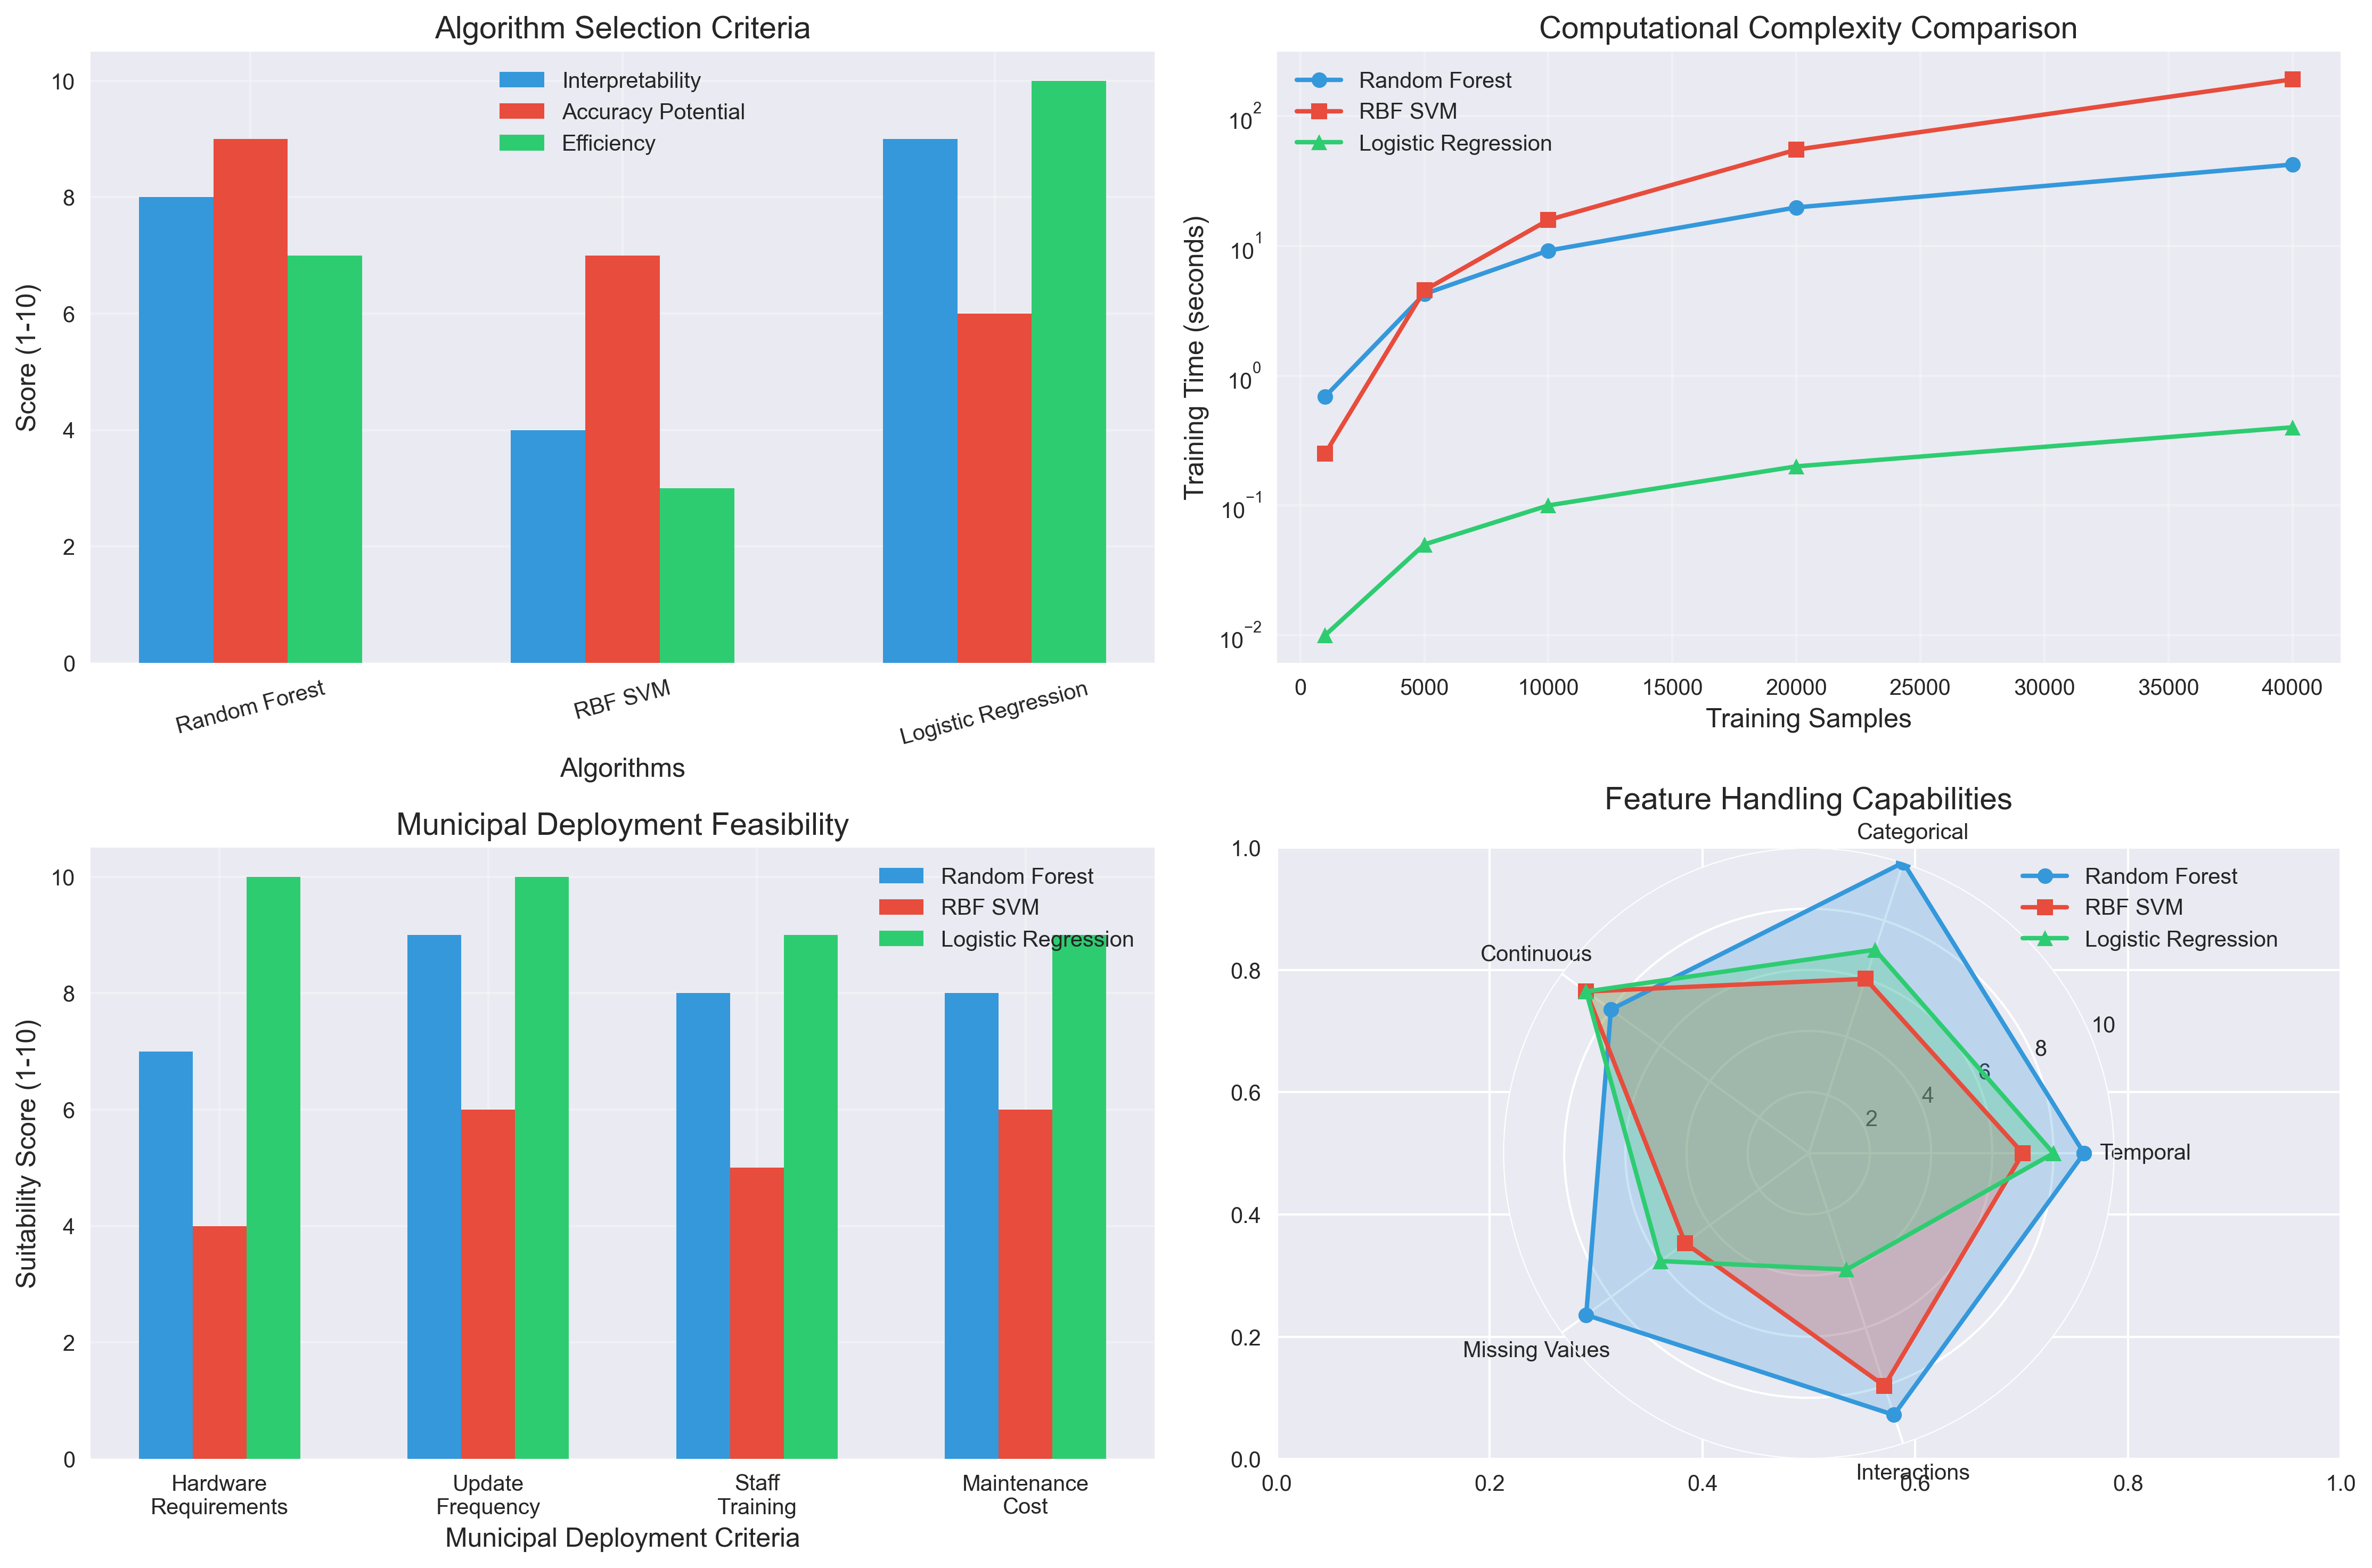 Algorithm Selection Criteria
Score (1-10)
10
8
6
4
2
0
Interpretability
Accuracy Potential
Efficiency
Random Forest
RBF SVM
Logistic Regression
Algorithms
Computational Complexity Comparison
Training Time (seconds)
10²
10¹
10⁰
10⁻¹
10⁻²
Random Forest
RBF SVM
Logistic Regression
0 5000 10000 15000 20000 25000 30000 35000 40000
Training Samples
Municipal Deployment Feasibility
Suitability Score (1-10)
10
8
6
4
2
0
Random Forest
RBF SVM
Logistic Regression
Hardware
Requirements
Update
Frequency
Staff
Training
Maintenance
Cost
Municipal Deployment Criteria
Feature Handling Capabilities
Categorical
Continuous
Temporal
Missing Values
Interactions
Random Forest
RBF SVM
Logistic Regression
10
8
6
4
2
1.0
0.8
0.6
0.4
0.2
0.0
0.0 0.2 0.4 0.6 0.8 1.0